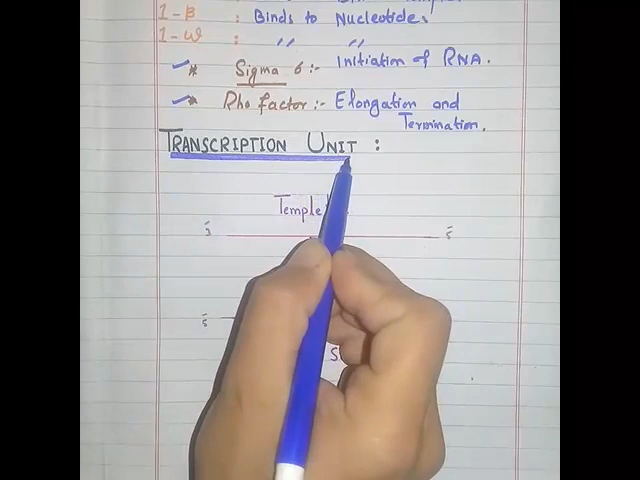 1-β : Binds to Nucleotide.
1-ω : // //
* Sigma 6 :- Initiation of RNA.
* Rho factor :- Elongation and
Termination.
TRANSCRIPTION UNIT :
3̄ 5̄
5̄